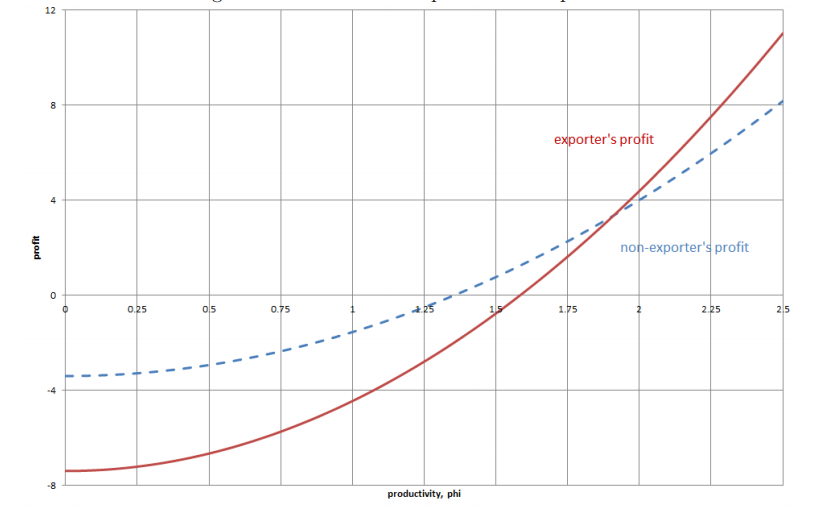 12
8
exporter's profit
4
non-exporter's profit
profit
0
0 0.25 0.5 0.75 1 1.25 1.5 1.75 2 2.25 2.5
-4
-8
productivity, phi